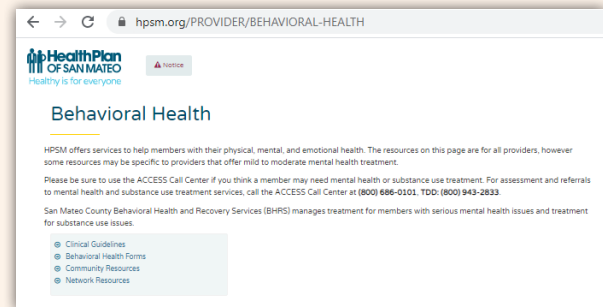 hpsm.org/PROVIDER/BEHAVIORAL-HEALTH
HealthPlan
OF SAN MATEO
Healthy is for everyone
Notice
Behavioral Health
HPSM offers services to help members with their physical, mental, and emotional health. The resources on this page are for all providers, however
some resources may be specific to providers that offer mild to moderate mental health treatment.
Please be sure to use the ACCESS Call Center if you think a member may need mental health or substance use treatment. For assessment and referrals
to mental health and substance use treatment services, call the ACCESS Call Center at (800) 686-0101, TDD: (800) 943-2833.
San Mateo County Behavioral Health and Recovery Services (BHRS) manages treatment for members with serious mental health issues and treatment
for substance use issues.
Clinical Guidelines
Behavioral Health Forms
Community Resources
Network Resources